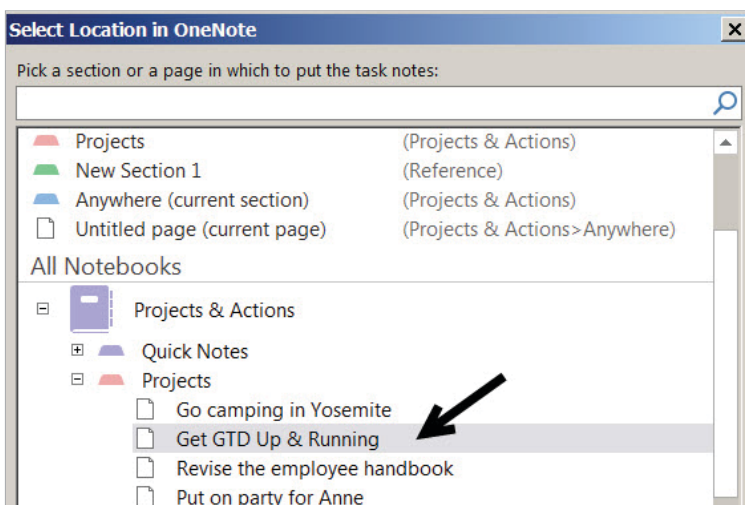 Select Location in OneNote
Pick a section or a page in which to put the task notes:
Projects (Projects & Actions)
New Section 1 (Reference)
Anywhere (current section) (Projects & Actions)
Untitled page (current page) (Projects & Actions>Anywhere)
All Notebooks
Projects & Actions
Quick Notes
Projects
Go camping in Yosemite
Get GTD Up & Running
Revise the employee handbook
Put on party for Anne